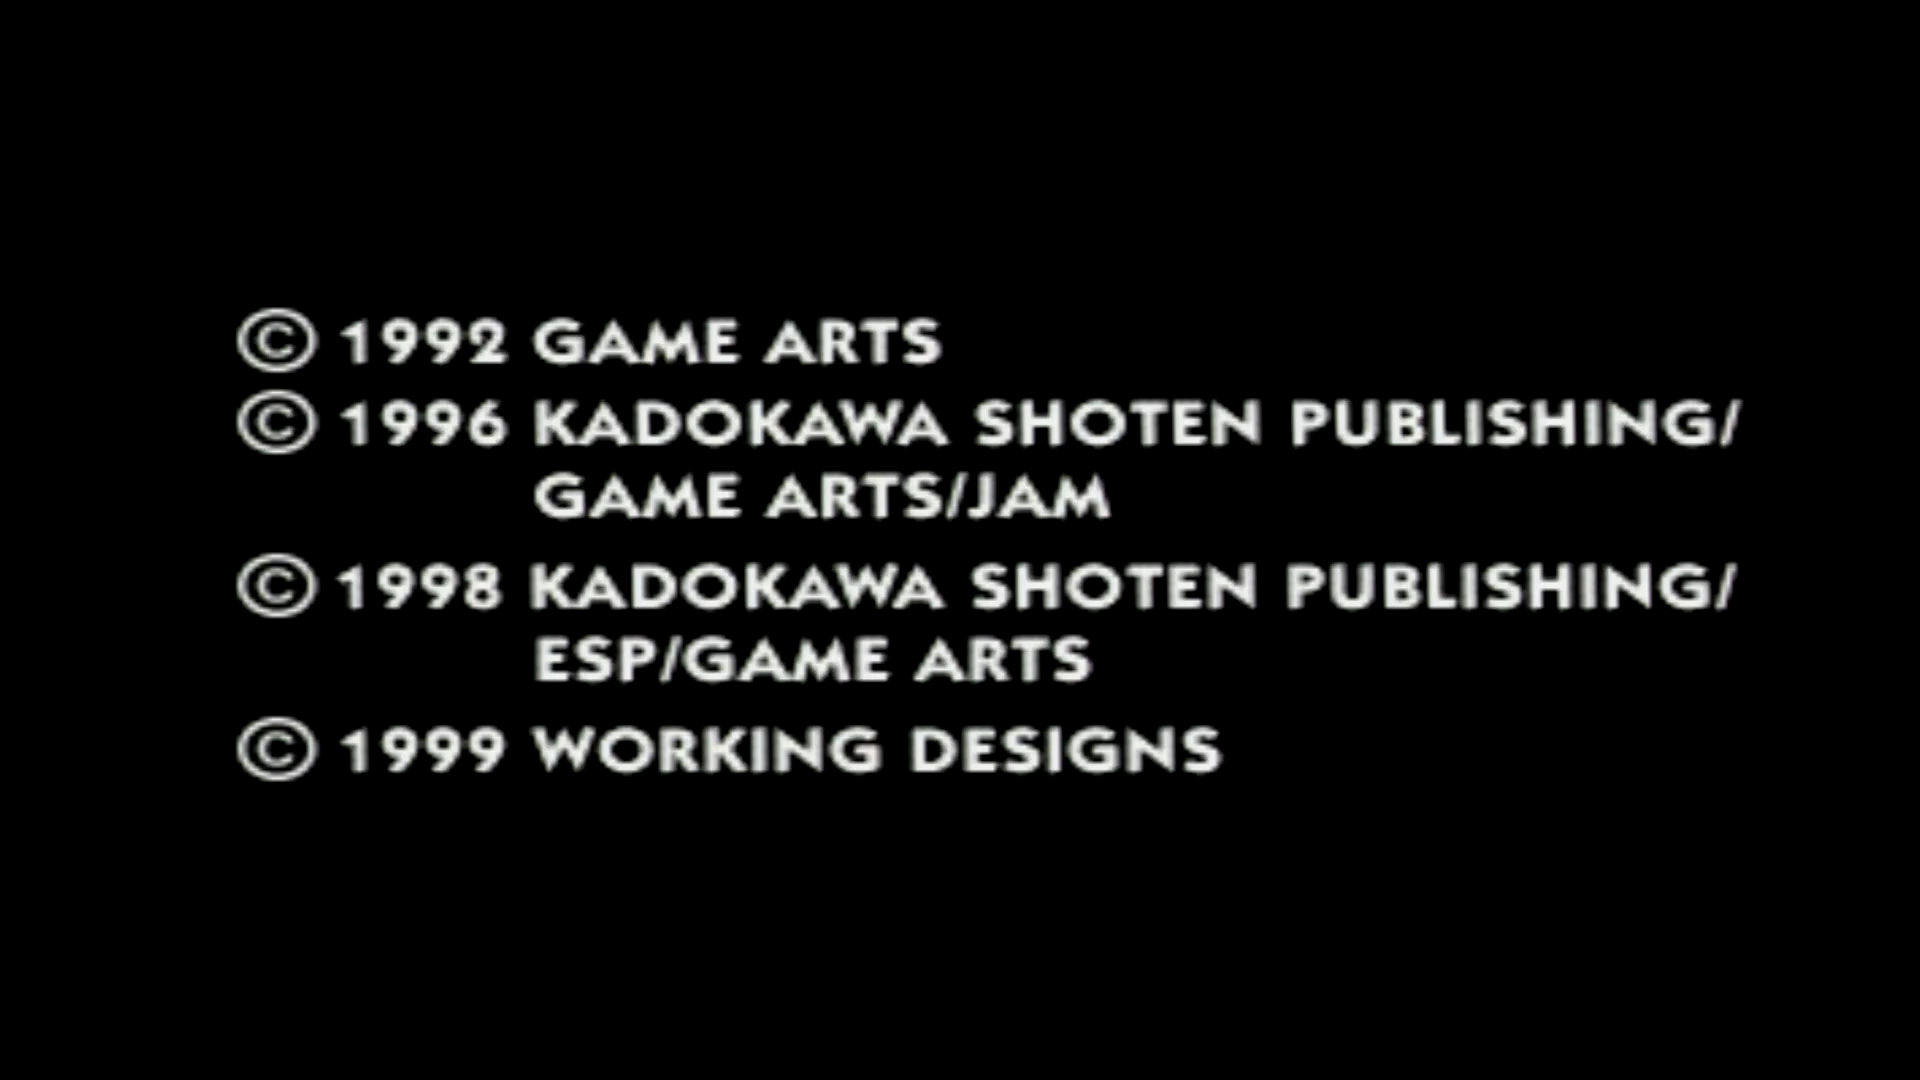 © 1992 GAME ARTS
© 1996 KADOKAWA SHOTEN PUBLISHING/
GAME ARTS/JAM
© 1998 KADOKAWA SHOTEN PUBLISHING/
ESP/GAME ARTS
© 1999 WORKING DESIGNS